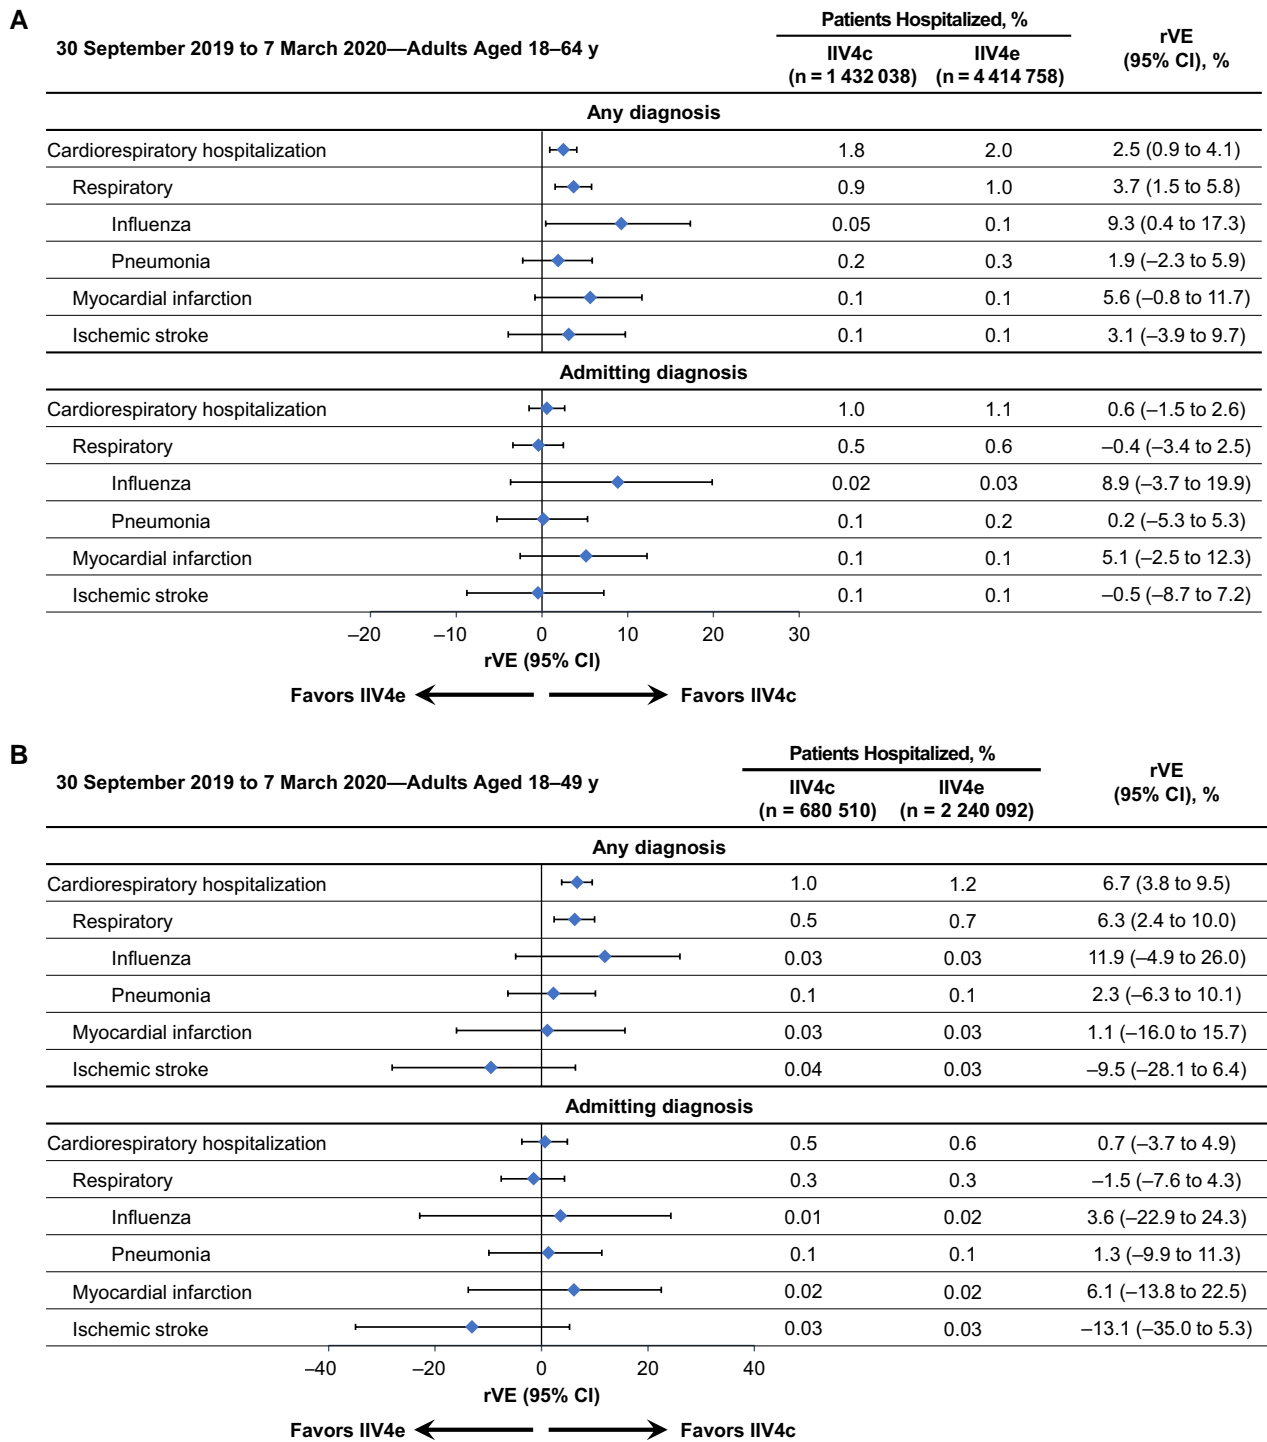 A
30 September 2019 to 7 March 2020—Adults Aged 18–64 y
Patients Hospitalized, %
IIV4c
(n = 1 432 038)
IIV4e
(n = 4 414 758)
rVE
(95% CI), %
Any diagnosis
Cardiorespiratory hospitalization 1.8 2.0 2.5 (0.9 to 4.1)
Respiratory 0.9 1.0 3.7 (1.5 to 5.8)
Influenza 0.05 0.1 9.3 (0.4 to 17.3)
Pneumonia 0.2 0.3 1.9 (–2.3 to 5.9)
Myocardial infarction 0.1 0.1 5.6 (–0.8 to 11.7)
Ischemic stroke 0.1 0.1 3.1 (–3.9 to 9.7)
Admitting diagnosis
Cardiorespiratory hospitalization 1.0 1.1 0.6 (–1.5 to 2.6)
Respiratory 0.5 0.6 –0.4 (–3.4 to 2.5)
Influenza 0.02 0.03 8.9 (–3.7 to 19.9)
Pneumonia 0.1 0.2 0.2 (–5.3 to 5.3)
Myocardial infarction 0.1 0.1 5.1 (–2.5 to 12.3)
Ischemic stroke 0.1 0.1 –0.5 (–8.7 to 7.2)
–20 –10 0 10 20 30
rVE (95% CI)
Favors IIV4e Favors IIV4c
B
30 September 2019 to 7 March 2020—Adults Aged 18–49 y
Patients Hospitalized, %
IIV4c
(n = 680 510)
IIV4e
(n = 2 240 092)
rVE
(95% CI), %
Any diagnosis
Cardiorespiratory hospitalization 1.0 1.2 6.7 (3.8 to 9.5)
Respiratory 0.5 0.7 6.3 (2.4 to 10.0)
Influenza 0.03 0.03 11.9 (–4.9 to 26.0)
Pneumonia 0.1 0.1 2.3 (–6.3 to 10.1)
Myocardial infarction 0.03 0.03 1.1 (–16.0 to 15.7)
Ischemic stroke 0.04 0.03 –9.5 (–28.1 to 6.4)
Admitting diagnosis
Cardiorespiratory hospitalization 0.5 0.6 0.7 (–3.7 to 4.9)
Respiratory 0.3 0.3 –1.5 (–7.6 to 4.3)
Influenza 0.01 0.02 3.6 (–22.9 to 24.3)
Pneumonia 0.1 0.1 1.3 (–9.9 to 11.3)
Myocardial infarction 0.02 0.02 6.1 (–13.8 to 22.5)
Ischemic stroke 0.03 0.03 –13.1 (–35.0 to 5.3)
–40 –20 0 20 40
rVE (95% CI)
Favors IIV4e Favors IIV4c